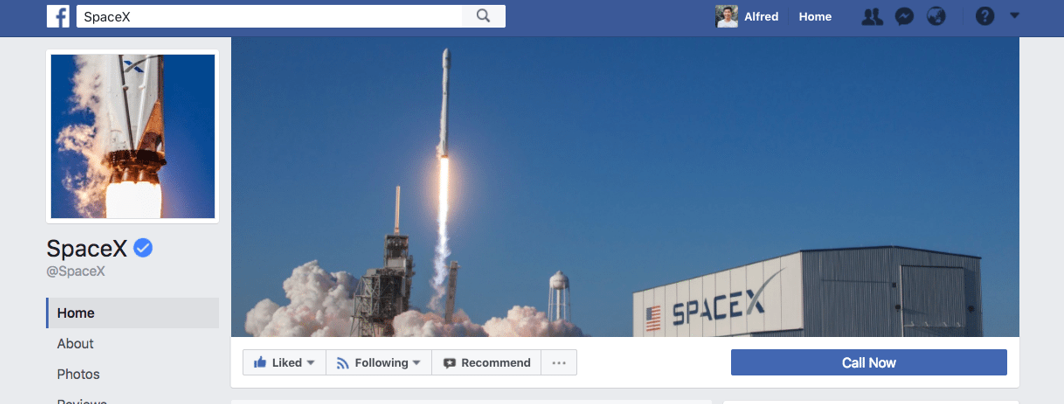 f SpaceX Alfred Home
SPACEX
SpaceX
@SpaceX
Home
About
Photos
Reviews
Liked Following Recommend ... Call Now